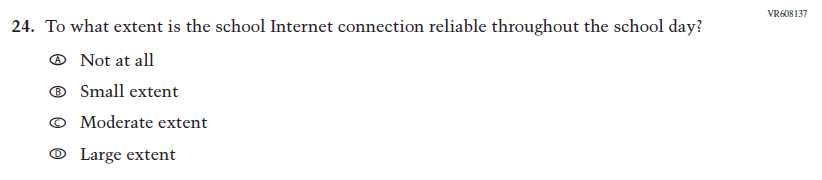 VR608137
24. To what extent is the school Internet connection reliable throughout the school day?
A Not at all
B Small extent
C Moderate extent
D Large extent